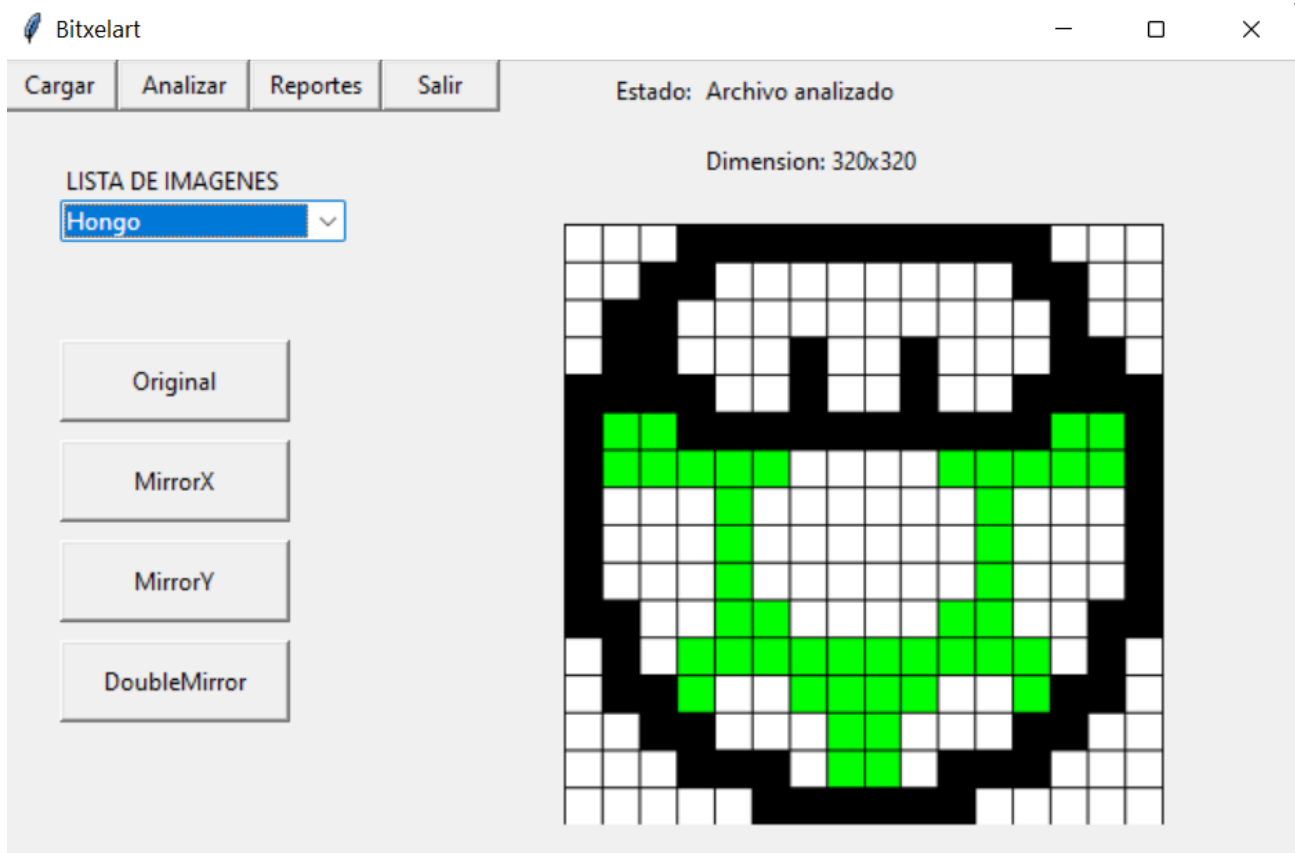 Bitxelart
Cargar Analizar Reportes Salir
Estado: Archivo analizado
Dimension: 320x320
LISTA DE IMAGENES
Hongo
Original
MirrorX
MirrorY
DoubleMirror